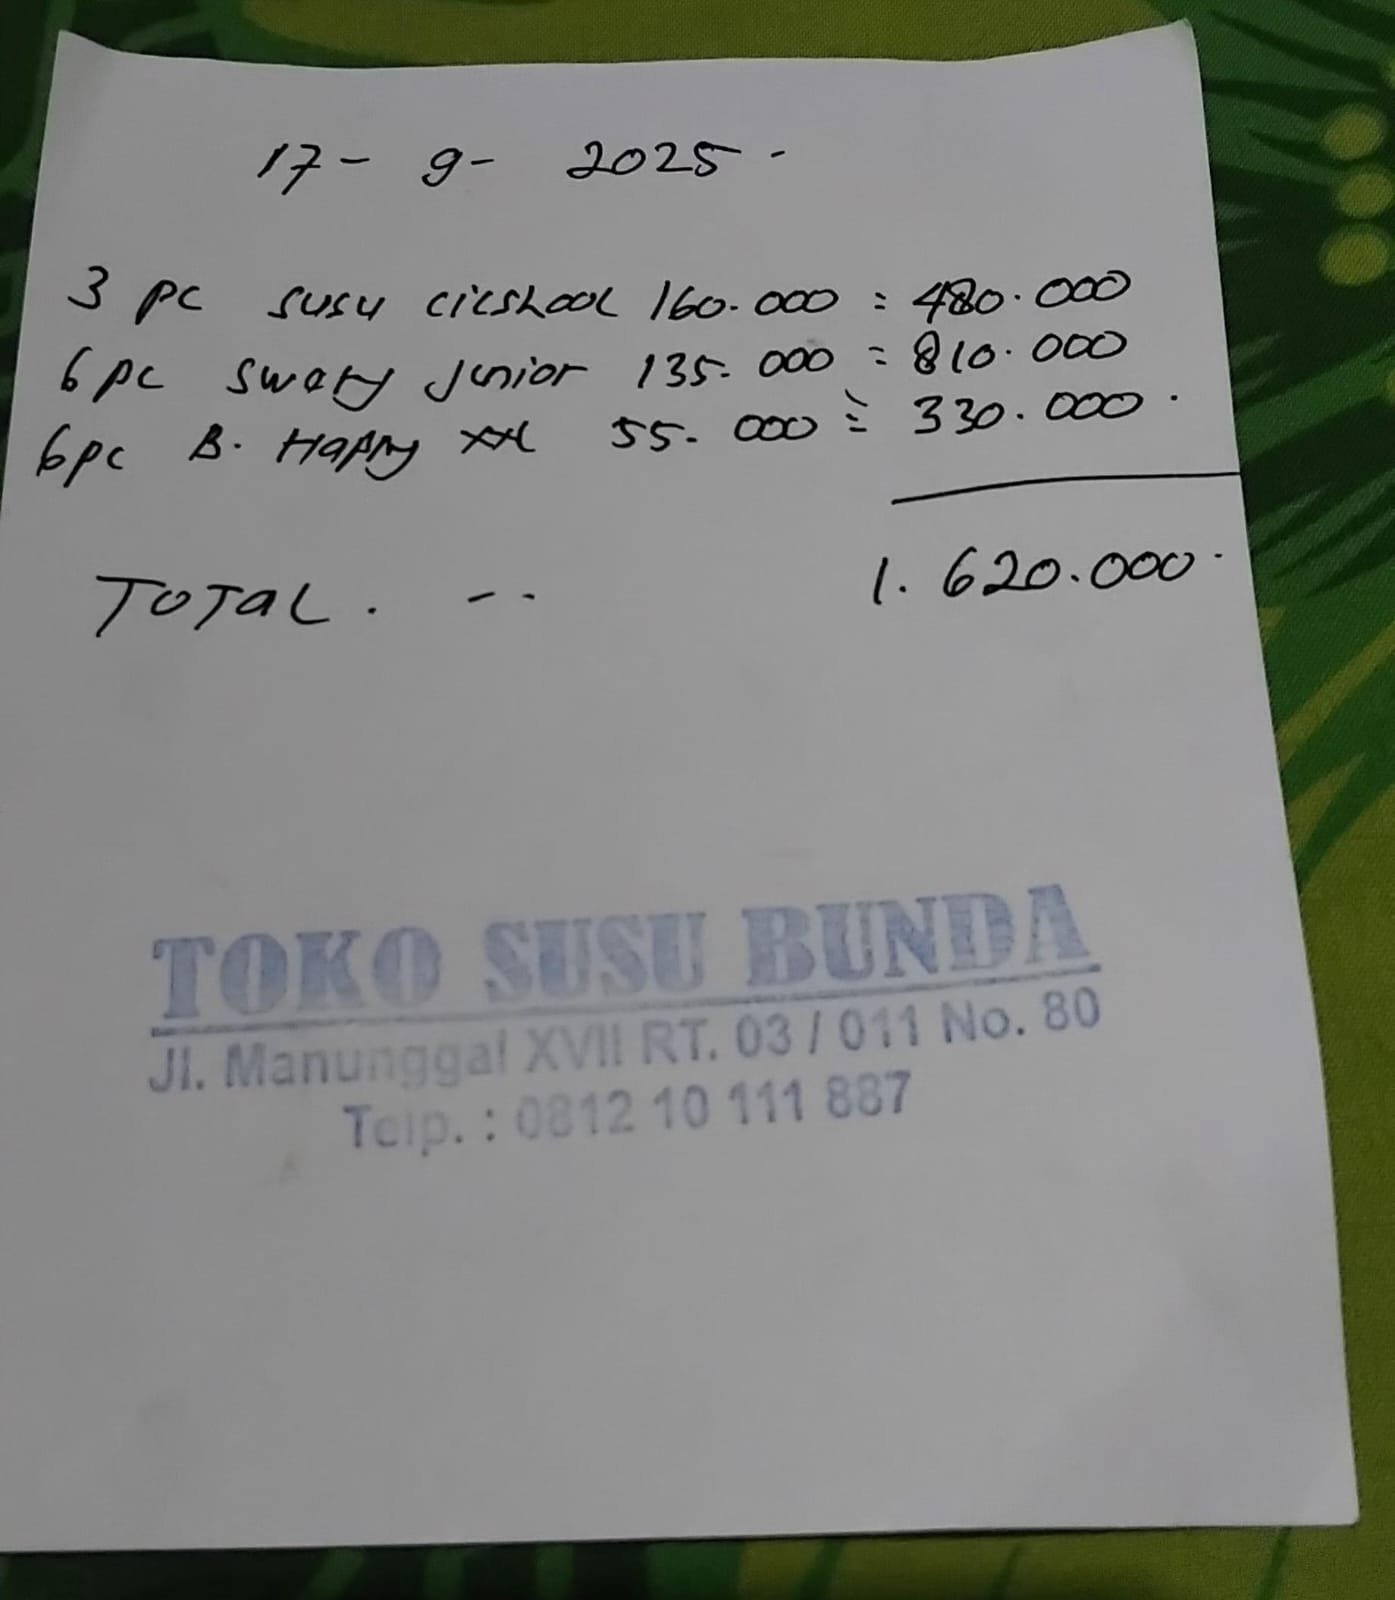 17 - 9 - 2025 -
3 pc susu cilshool 160.000 = 480.000
6 pc swety Junior 135.000 = 810.000
6 pc B. Happy XXL 55.000 = 330.000.
TOTAL. -- 1.620.000.
TOKO SUSU BUNDA
Jl. Manunggal XVII RT. 03 / 011 No. 80
Telp. : 0812 10 111 887